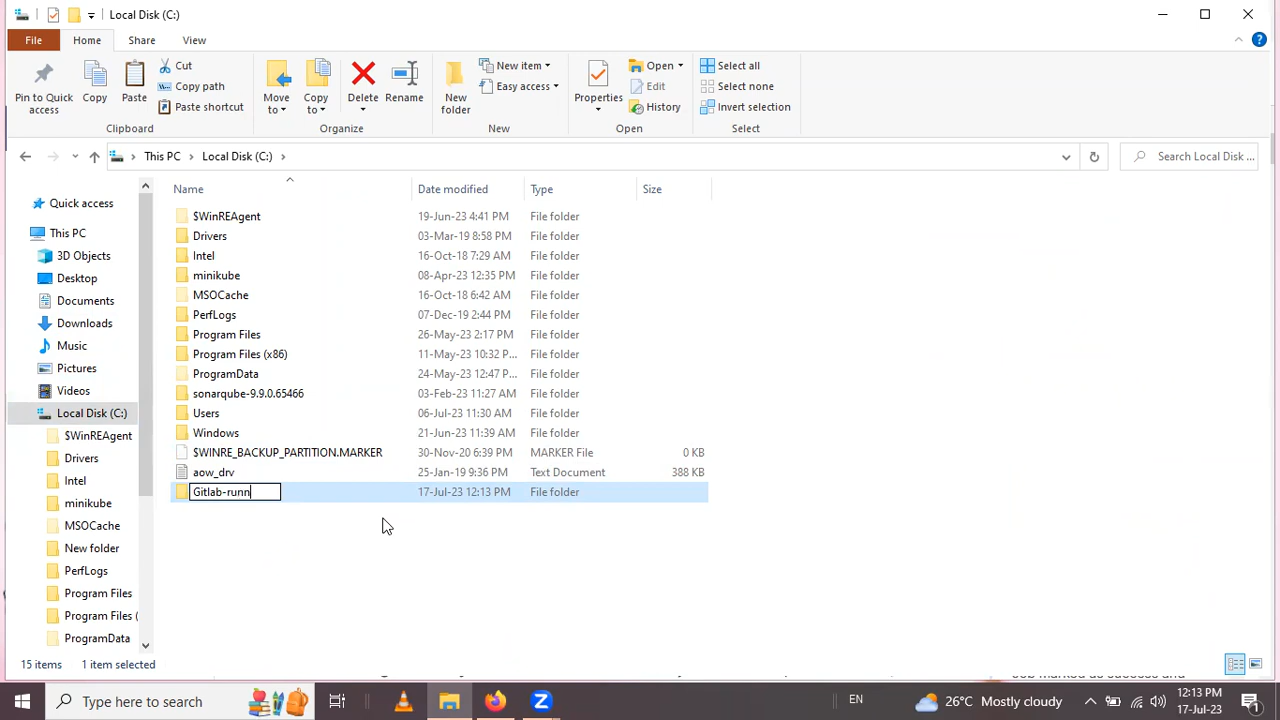 Local Disk (C:)
File Home Share View
Pin to Quick access
Copy
Paste
Cut
Copy path
Paste shortcut
Clipboard
Move to
Copy to
Delete
Rename
Organize
New folder
New item
Easy access
New
Properties
Open
Edit
History
Open
Select all
Select none
Invert selection
Select
This PC Local Disk (C:)
Search Local Disk ...
Name Date modified Type Size
Quick access
This PC
3D Objects
Desktop
Documents
Downloads
Music
Pictures
Videos
Local Disk (C:)
$WinREAgent
Drivers
Intel
minikube
MSOCache
New folder
PerfLogs
Program Files
Program Files (
ProgramData
$WinREAgent 19-Jun-23 4:41 PM File folder
Drivers 03-Mar-19 8:58 PM File folder
Intel 16-Oct-18 7:29 AM File folder
minikube 08-Apr-23 12:35 PM File folder
MSOCache 16-Oct-18 6:42 AM File folder
PerfLogs 07-Dec-19 2:44 PM File folder
Program Files 26-May-23 2:17 PM File folder
Program Files (x86) 11-May-23 10:32 P... File folder
ProgramData 24-May-23 12:47 P... File folder
sonarqube-9.9.0.65466 03-Feb-23 11:27 AM File folder
Users 06-Jul-23 11:30 AM File folder
Windows 21-Jun-23 11:39 AM File folder
$WINRE_BACKUP_PARTITION.MARKER 30-Nov-20 6:39 PM MARKER File 0 KB
aow_drv 25-Jan-19 9:36 PM Text Document 388 KB
Gitlab-runn 17-Jul-23 12:13 PM File folder
15 items 1 item selected
Type here to search
EN
26°C Mostly cloudy
12:13 PM
17-Jul-23
1